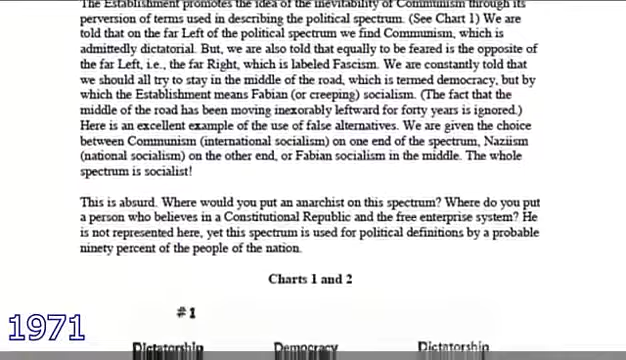 The Establishment promotes the idea of the inevitability of Communism through its
perversion of terms used in describing the political spectrum. (See Chart 1) We are
told that on the far Left of the political spectrum we find Communism, which is
admittedly dictatorial. But, we are also told that equally to be feared is the opposite of
the far Left, i.e., the far Right, which is labeled Fascism. We are constantly told that
we should all try to stay in the middle of the road, which is termed democracy, but by
which the Establishment means Fabian (or creeping) socialism. (The fact that the
middle of the road has been moving inexorably leftward for forty years is ignored.)
Here is an excellent example of the use of false alternatives. We are given the choice
between Communism (international socialism) on one end of the spectrum, Naziism
(national socialism) on the other end, or Fabian socialism in the middle. The whole
spectrum is socialist!
This is absurd. Where would you put an anarchist on this spectrum? Where do you put
a person who believes in a Constitutional Republic and the free enterprise system? He
is not represented here, yet this spectrum is used for political definitions by a probable
ninety percent of the people of the nation.
Charts 1 and 2
#1
1971
Dictatorship Democracy Dictatorship